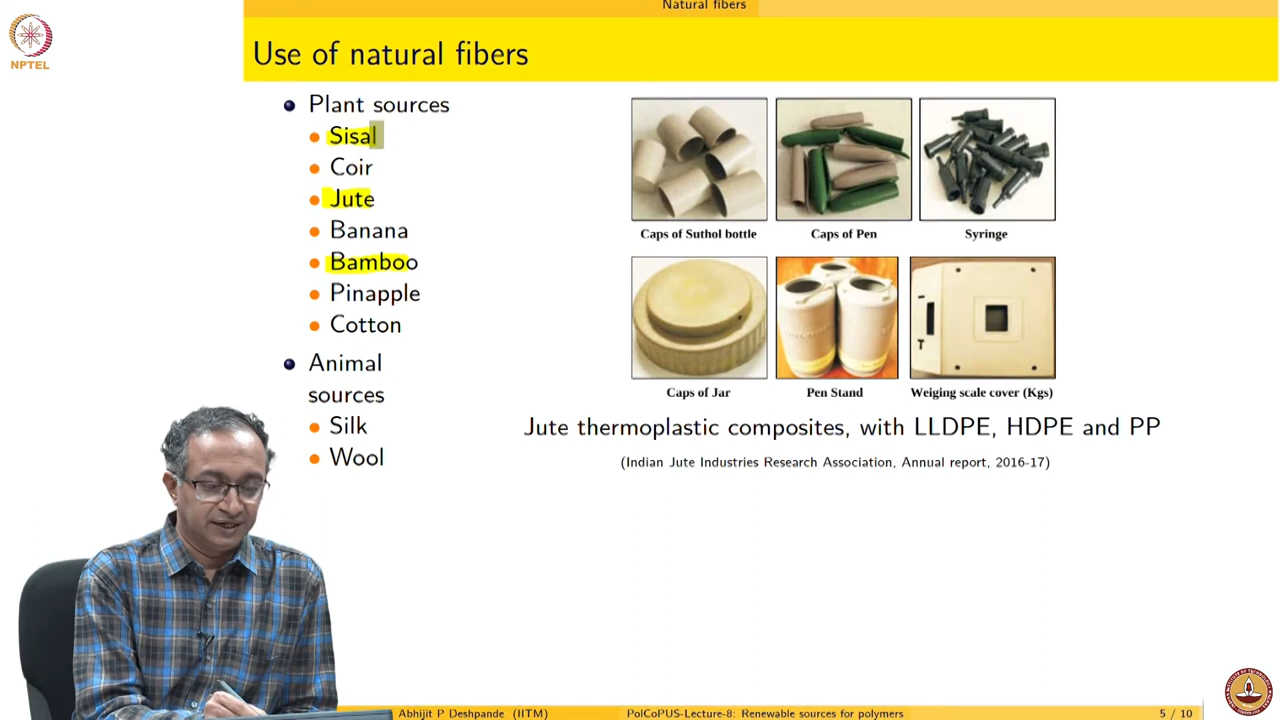 Natural fibers
NPTEL
Use of natural fibers
Plant sources
Sisal
Coir
Jute
Banana
Bamboo
Pinapple
Cotton
Animal
sources
Silk
Wool
Caps of Suthol bottle
Caps of Pen
Syringe
Caps of Jar
Pen Stand
Weiging scale cover (Kgs)
Jute thermoplastic composites, with LLDPE, HDPE and PP
(Indian Jute Industries Research Association, Annual report, 2016-17)
Abhijit P Deshpande (IITM)
PolCoPUS-Lecture-8: Renewable sources for polymers
5 / 10